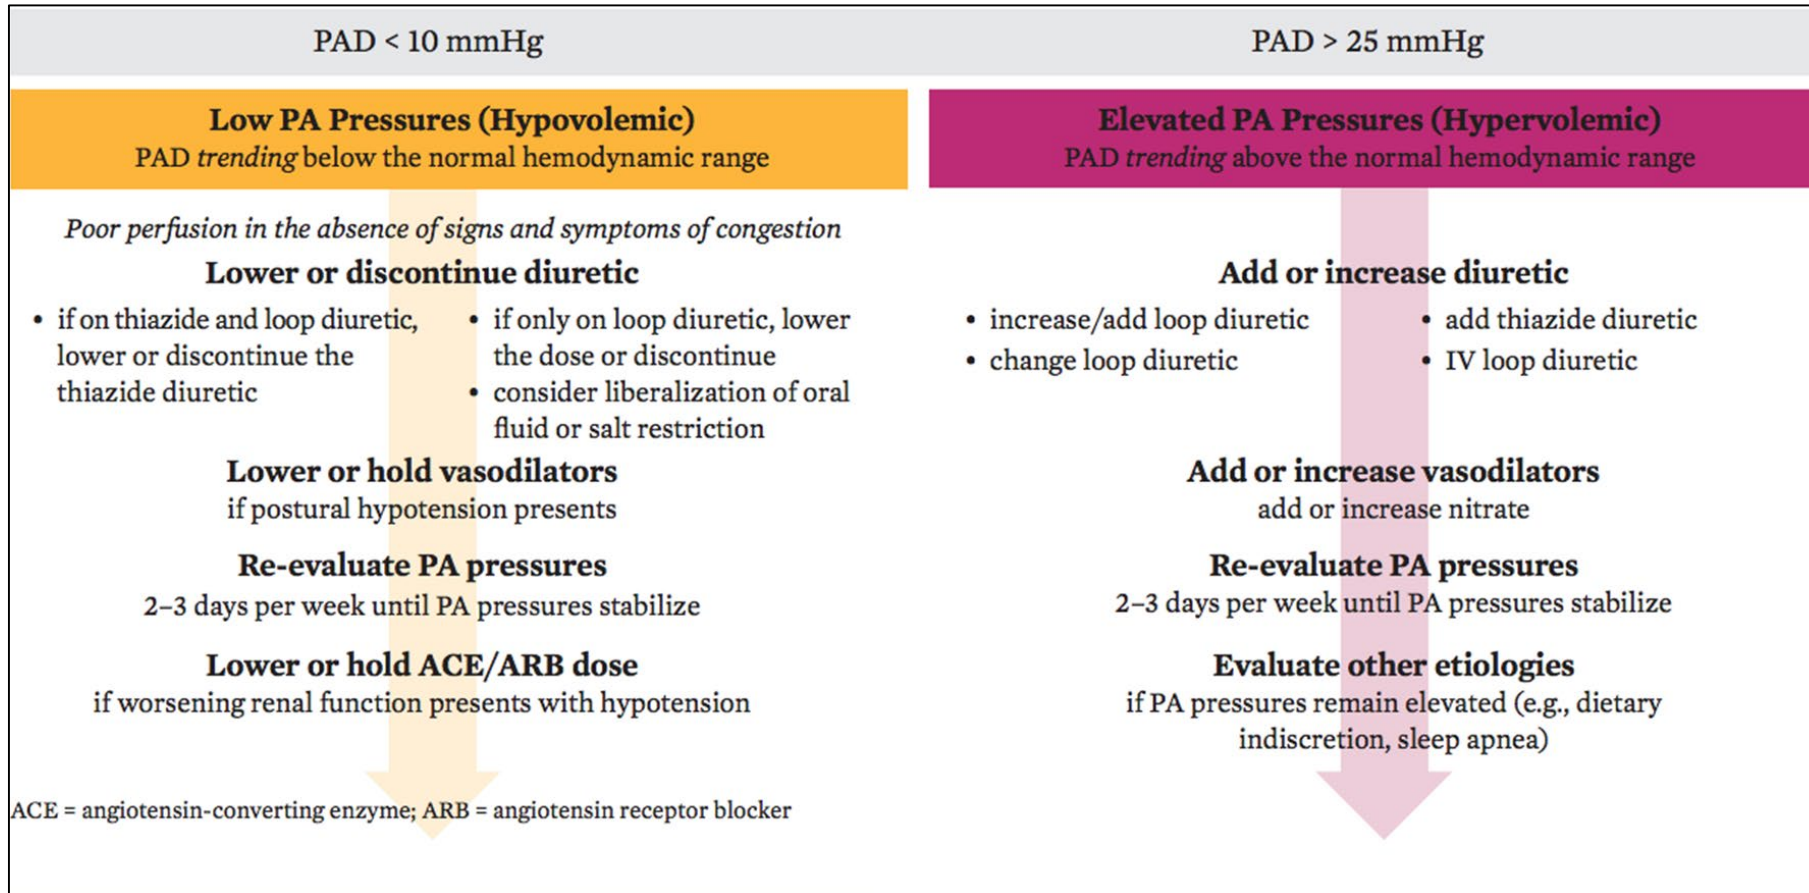 PAD < 10 mmHg
PAD > 25 mmHg
Low PA Pressures (Hypovolemic)
PAD trending below the normal hemodynamic range
Poor perfusion in the absence of signs and symptoms of congestion
Lower or discontinue diuretic
• if on thiazide and loop diuretic,
lower or discontinue the
thiazide diuretic
• if only on loop diuretic, lower
the dose or discontinue
• consider liberalization of oral
fluid or salt restriction
Lower or hold vasodilators
if postural hypotension presents
Re-evaluate PA pressures
2–3 days per week until PA pressures stabilize
Lower or hold ACE/ARB dose
if worsening renal function presents with hypotension
Elevated PA Pressures (Hypervolemic)
PAD trending above the normal hemodynamic range
Add or increase diuretic
• increase/add loop diuretic
• change loop diuretic
• add thiazide diuretic
• IV loop diuretic
Add or increase vasodilators
add or increase nitrate
Re-evaluate PA pressures
2–3 days per week until PA pressures stabilize
Evaluate other etiologies
if PA pressures remain elevated (e.g., dietary
indiscretion, sleep apnea)
ACE = angiotensin-converting enzyme; ARB = angiotensin receptor blocker